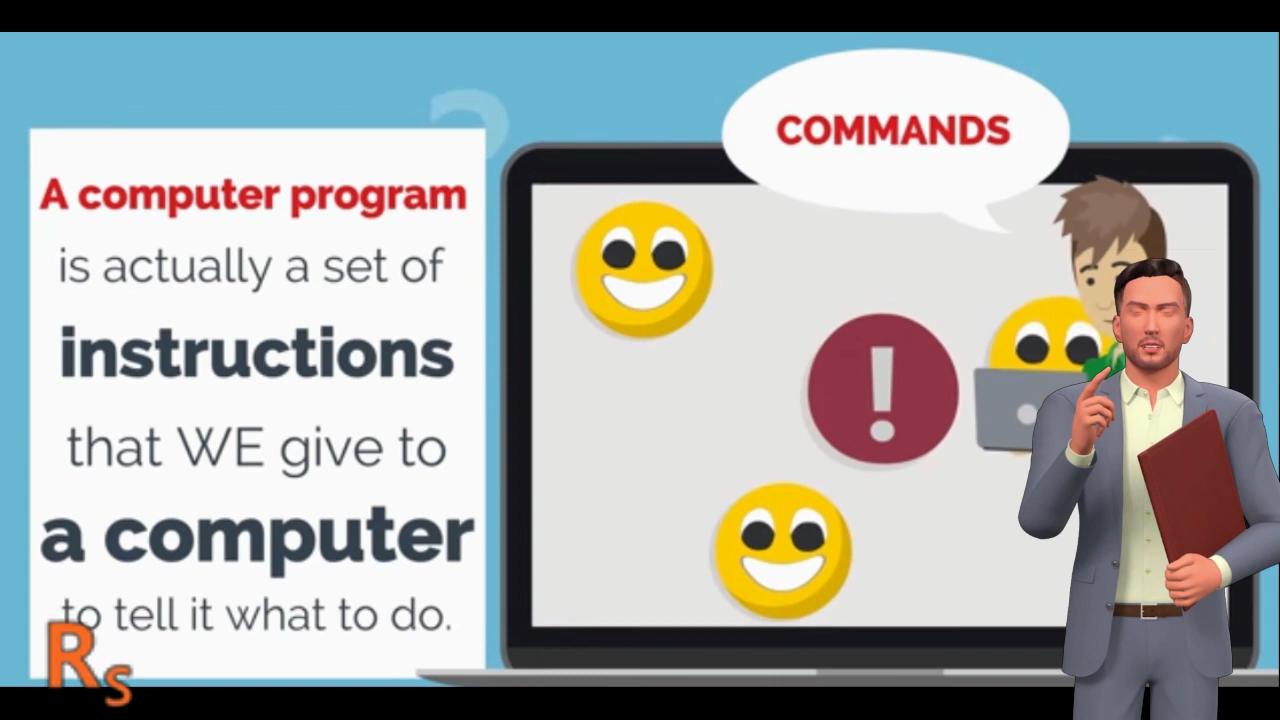 COMMANDS
A computer program
is actually a set of
instructions
that WE give to
a computer
to tell it what to do.
Rs